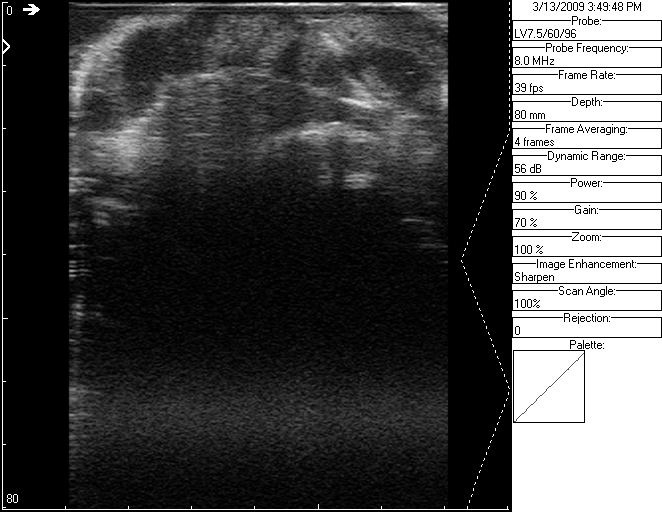 0
80
3/13/2009 3:49:48 PM
Probe:
LV7.5/60/96
Probe Frequency:
8.0 MHz
Frame Rate:
39 fps
Depth:
80 mm
Frame Averaging:
4 frames
Dynamic Range:
56 dB
Power:
90 %
Gain:
70 %
Zoom:
100 %
Image Enhancement:
Sharpen
Scan Angle:
100%
Rejection:
0
Palette: